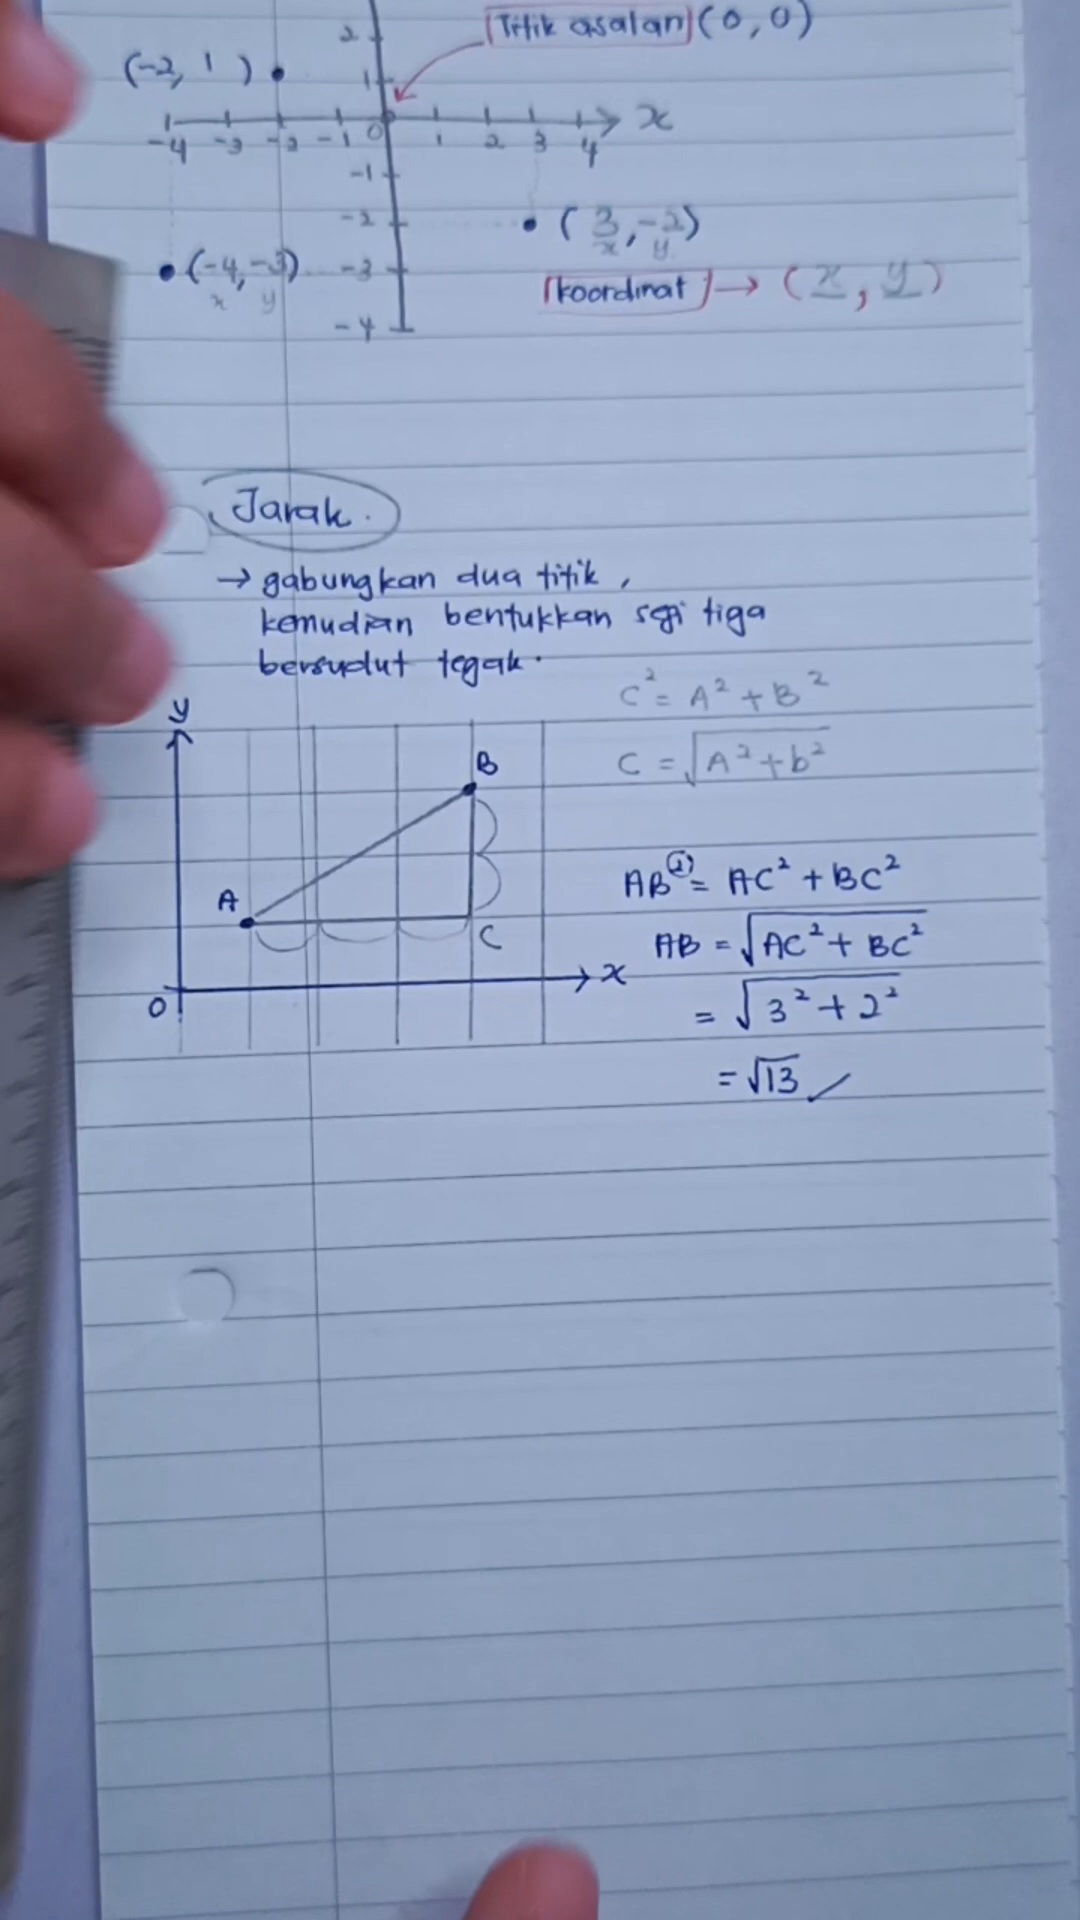 2
Titik asalan (0, 0)
(-2, 1)
1
x
-4 -3 -2 -1 0 1 2 3 4
-1
-2
(3, -2)
x y
(-4, -3)
x y
-3
koordinat → (x, y)
-4
Jarak.
→ gabungkan dua titik,
kemudian bentukkan segi tiga
bersudut tegak.
C² = A² + B²
C = √A² + b²
y
B
A
C
x
0
AB² = AC² + BC²
AB = √AC² + BC²
= √3² + 2²
= √13